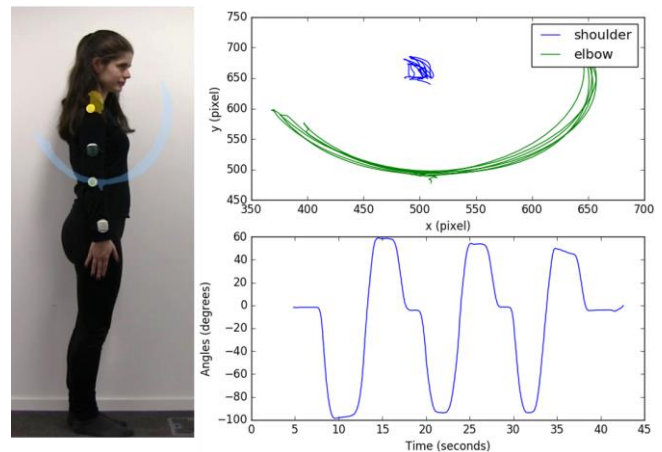 750
700
650
600
550
500
450
y (pixel)
shoulder
elbow
350 400 450 500 550 600 650 700
x (pixel)
60
40
20
0
−20
−40
−60
−80
−100
Angles (degrees)
0 5 10 15 20 25 30 35 40 45
Time (seconds)